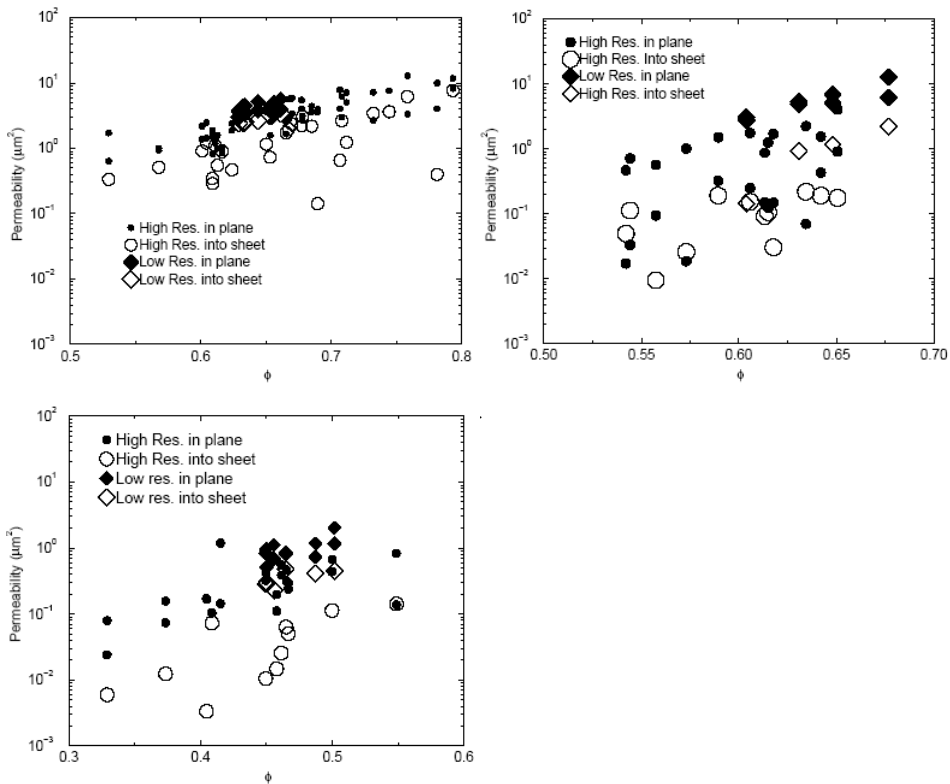 10²
10¹
10⁰
10⁻¹
10⁻²
10⁻³
Permeability (µm²)
High Res. in plane
High Res. into sheet
Low Res. in plane
Low Res. into sheet
0.5 0.6 0.7 0.8
ϕ
10²
10¹
10⁰
10⁻¹
10⁻²
10⁻³
Permeability (µm²)
High Res. in plane
High Res. Into sheet
Low Res. in plane
High Res. into sheet
0.50 0.55 0.60 0.65 0.70
ϕ
10²
10¹
10⁰
10⁻¹
10⁻²
10⁻³
Permeability (µm²)
High Res. in plane
High Res. into sheet
Low res. in plane
Low res. into sheet
0.3 0.4 0.5 0.6
ϕ